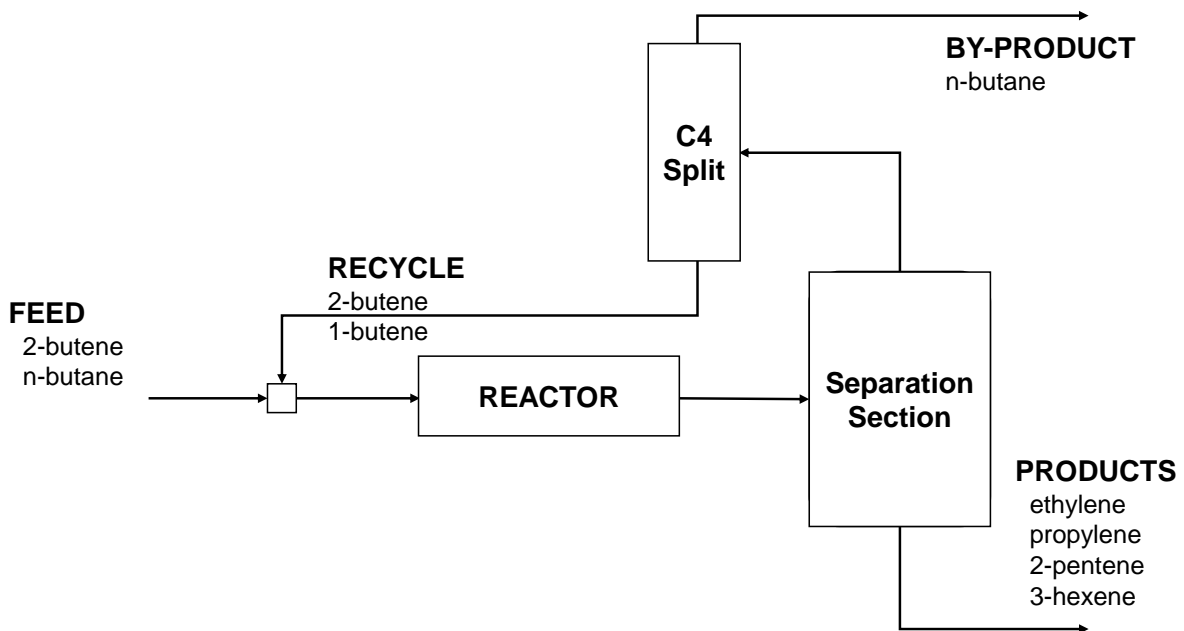 BY-PRODUCT
n-butane
C4
Split
RECYCLE
2-butene
1-butene
FEED
2-butene
n-butane
REACTOR
Separation
Section
PRODUCTS
ethylene
propylene
2-pentene
3-hexene